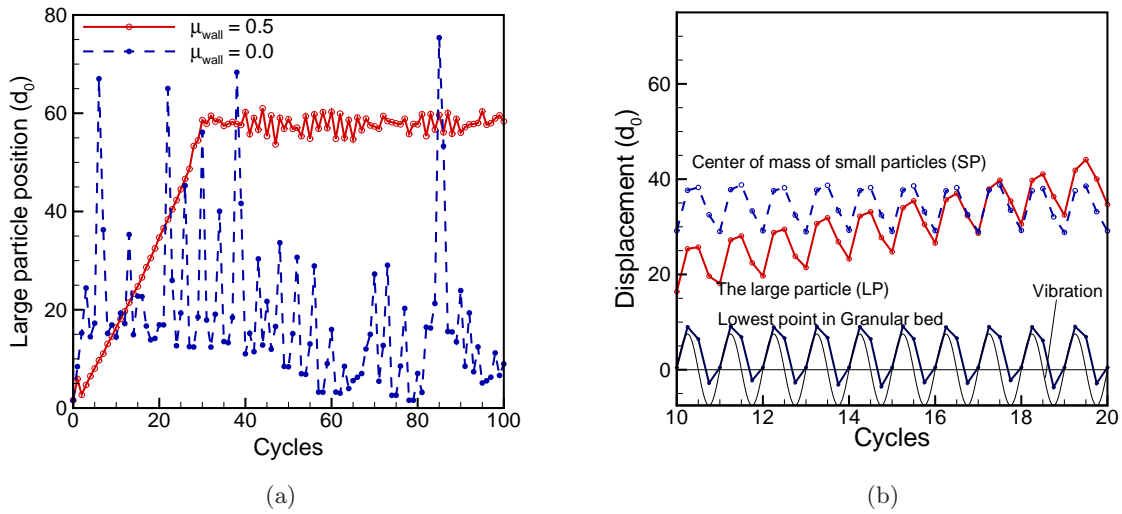 80
60
40
20
0
Large particle position (d₀)
μwall = 0.5
μwall = 0.0
0 20 40 60 80 100
Cycles
(a)
60
40
20
0
Displacement (d₀)
Center of mass of small particles (SP)
The large particle (LP)
Vibration
Lowest point in Granular bed
10 12 14 16 18 20
Cycles
(b)